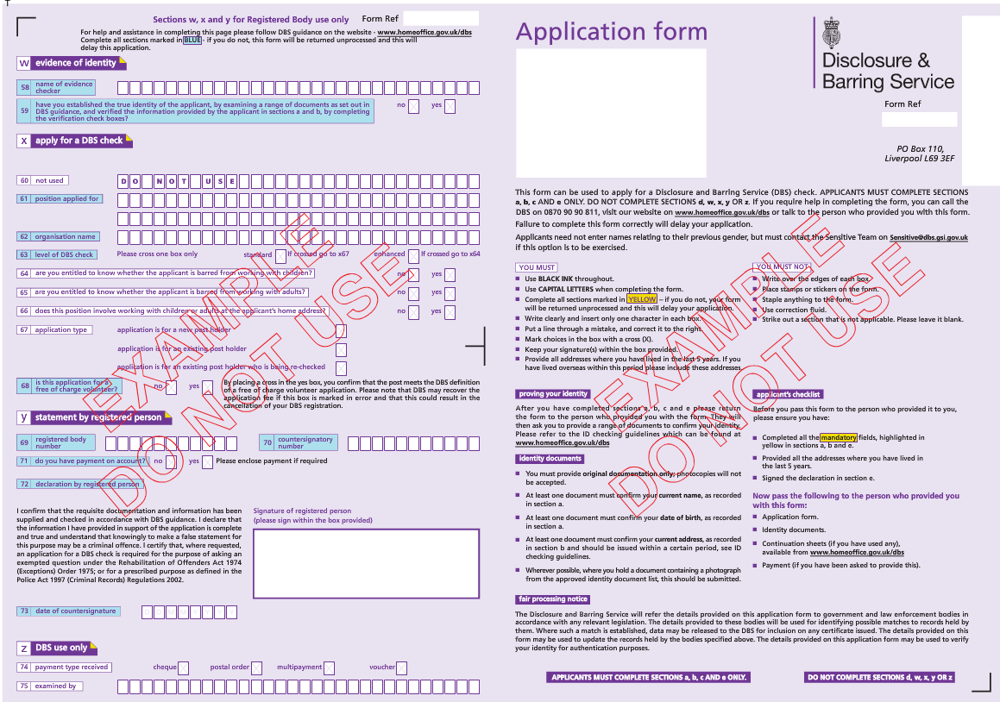 Sections w, x and y for Registered Body use only Form Ref
For help and assistance in completing this page please follow DBS guidance on the website - www.homeoffice.gov.uk/dbs
Complete all sections marked in BLUE - if you do not, this form will be returned unprocessed and this will
delay this application.
W evidence of identity
58 name of evidence
checker
59 have you established the true identity of the applicant, by examining a range of documents as set out in
DBS guidance, and verified the information provided by the applicant in sections a and b, by completing
the verification check boxes?
no yes
X apply for a DBS check
60 not used DO NOT USE
61 position applied for
62 organisation name
63 level of DBS check Please cross one box only standard If crossed go to x67 enhanced If crossed go to x64
64 are you entitled to know whether the applicant is barred from working with children? no yes
65 are you entitled to know whether the applicant is barred from working with adults? no yes
66 does this position involve working with children or adults at the applicant's home address? no yes
67 application type application is for a new post holder
application is for an existing post holder
application is for an existing post holder who is being re-checked
68 is this application for a
free of charge volunteer?
no yes
By placing a cross in the yes box, you confirm that the post meets the DBS definition
of a free of charge volunteer application. Please note that DBS may recover the
application fee if this box is marked in error and that this could result in the
cancellation of your DBS registration.
y statement by registered person
69 registered body
number
70 countersignatory
number
71 do you have payment on account? no yes Please enclose payment if required
72 declaration by registered person
I confirm that the requisite documentation and information has been
supplied and checked in accordance with DBS guidance. I declare that
the information I have provided in support of the application is complete
and true and understand that knowingly to make a false statement for
this purpose may be a criminal offence. I certify that, where requested,
an application for a DBS check is required for the purpose of asking an
exempted question under the Rehabilitation of Offenders Act 1974
(Exceptions) Order 1975; or for a prescribed purpose as defined in the
Police Act 1997 (Criminal Records) Regulations 2002.
Signature of registered person
(please sign within the box provided)
73 date of countersignature
Z DBS use only
74 payment type received cheque postal order multipayment voucher
75 examined by
EXAMPLE
DO NOT USE
Application form
Disclosure &
Barring Service
Form Ref
PO Box 110,
Liverpool L69 3EF
This form can be used to apply for a Disclosure and Barring Service (DBS) check. APPLICANTS MUST COMPLETE SECTIONS
a, b, c AND e ONLY. DO NOT COMPLETE SECTIONS d, w, x, y OR z. If you require help in completing the form, you can call the
DBS on 0870 90 90 811, visit our website on www.homeoffice.gov.uk/dbs or talk to the person who provided you with this form.
Failure to complete this form correctly will delay your application.
Applicants need not enter names relating to their previous gender, but must contact the Sensitive Team on Sensitive@dbs.gsi.gov.uk
if this option is to be exercised.
YOU MUST
Use BLACK INK throughout.
Use CAPITAL LETTERS when completing the form.
Complete all sections marked in YELLOW – if you do not, your form
will be returned unprocessed and this will delay your application.
Write clearly and insert only one character in each box.
Put a line through a mistake, and correct it to the right.
Mark choices in the box with a cross (X).
Keep your signature(s) within the box provided.
Provide all addresses where you have lived in the last 5 years. If you
have lived overseas within this period please include these addresses.
YOU MUST NOT
Write over the edges of each box.
Place stamps or stickers on the form.
Staple anything to the form.
Use correction fluid.
Strike out a section that is not applicable. Please leave it blank.
proving your identity
After you have completed sections a, b, c and e please return
the form to the person who provided you with the form. They will
then ask you to provide a range of documents to confirm your identity.
Please refer to the ID checking guidelines which can be found at
www.homeoffice.gov.uk/dbs
identity documents
You must provide original documentation only; photocopies will not
be accepted.
At least one document must confirm your current name, as recorded
in section a.
At least one document must confirm your date of birth, as recorded
in section a.
At least one document must confirm your current address, as recorded
in section b and should be issued within a certain period, see ID
checking guidelines.
Wherever possible, where you hold a document containing a photograph
from the approved identity document list, this should be submitted.
applicant's checklist
Before you pass this form to the person who provided it to you,
please ensure you have:
Completed all the mandatory fields, highlighted in
yellow in sections a, b and e.
Provided all the addresses where you have lived in
the last 5 years.
Signed the declaration in section e.
Now pass the following to the person who provided you
with this form:
Application form.
Identity documents.
Continuation sheets (if you have used any),
available from www.homeoffice.gov.uk/dbs
Payment (if you have been asked to provide this).
EXAMPLE
DO NOT USE
fair processing notice
The Disclosure and Barring Service will refer the details provided on this application form to government and law enforcement bodies in
accordance with any relevant legislation. The details provided to these bodies will be used for identifying possible matches to records held by
them. Where such a match is established, data may be released to the DBS for inclusion on any certificate issued. The details provided on this
form may be used to update the records held by the bodies specified above. The details provided on this application form may be used to verify
your identity for authentication purposes.
APPLICANTS MUST COMPLETE SECTIONS a, b, c AND e ONLY. DO NOT COMPLETE SECTIONS d, w, x, y OR z